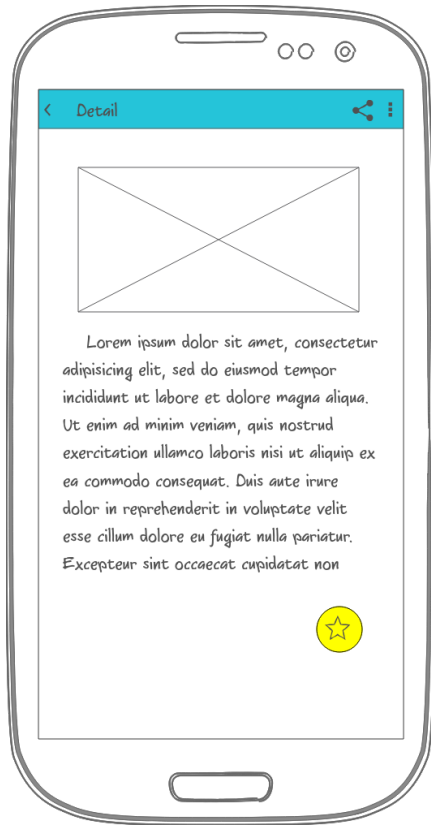 Detail
Lorem ipsum dolor sit amet, consectetur
adipisicing elit, sed do eiusmod tempor
incididunt ut labore et dolore magna aliqua.
Ut enim ad minim veniam, quis nostrud
exercitation ullamco laboris nisi ut aliquip ex
ea commodo consequat. Duis aute irure
dolor in reprehenderit in voluptate velit
esse cillum dolore eu fugiat nulla pariatur.
Excepteur sint occaecat cupidatat non